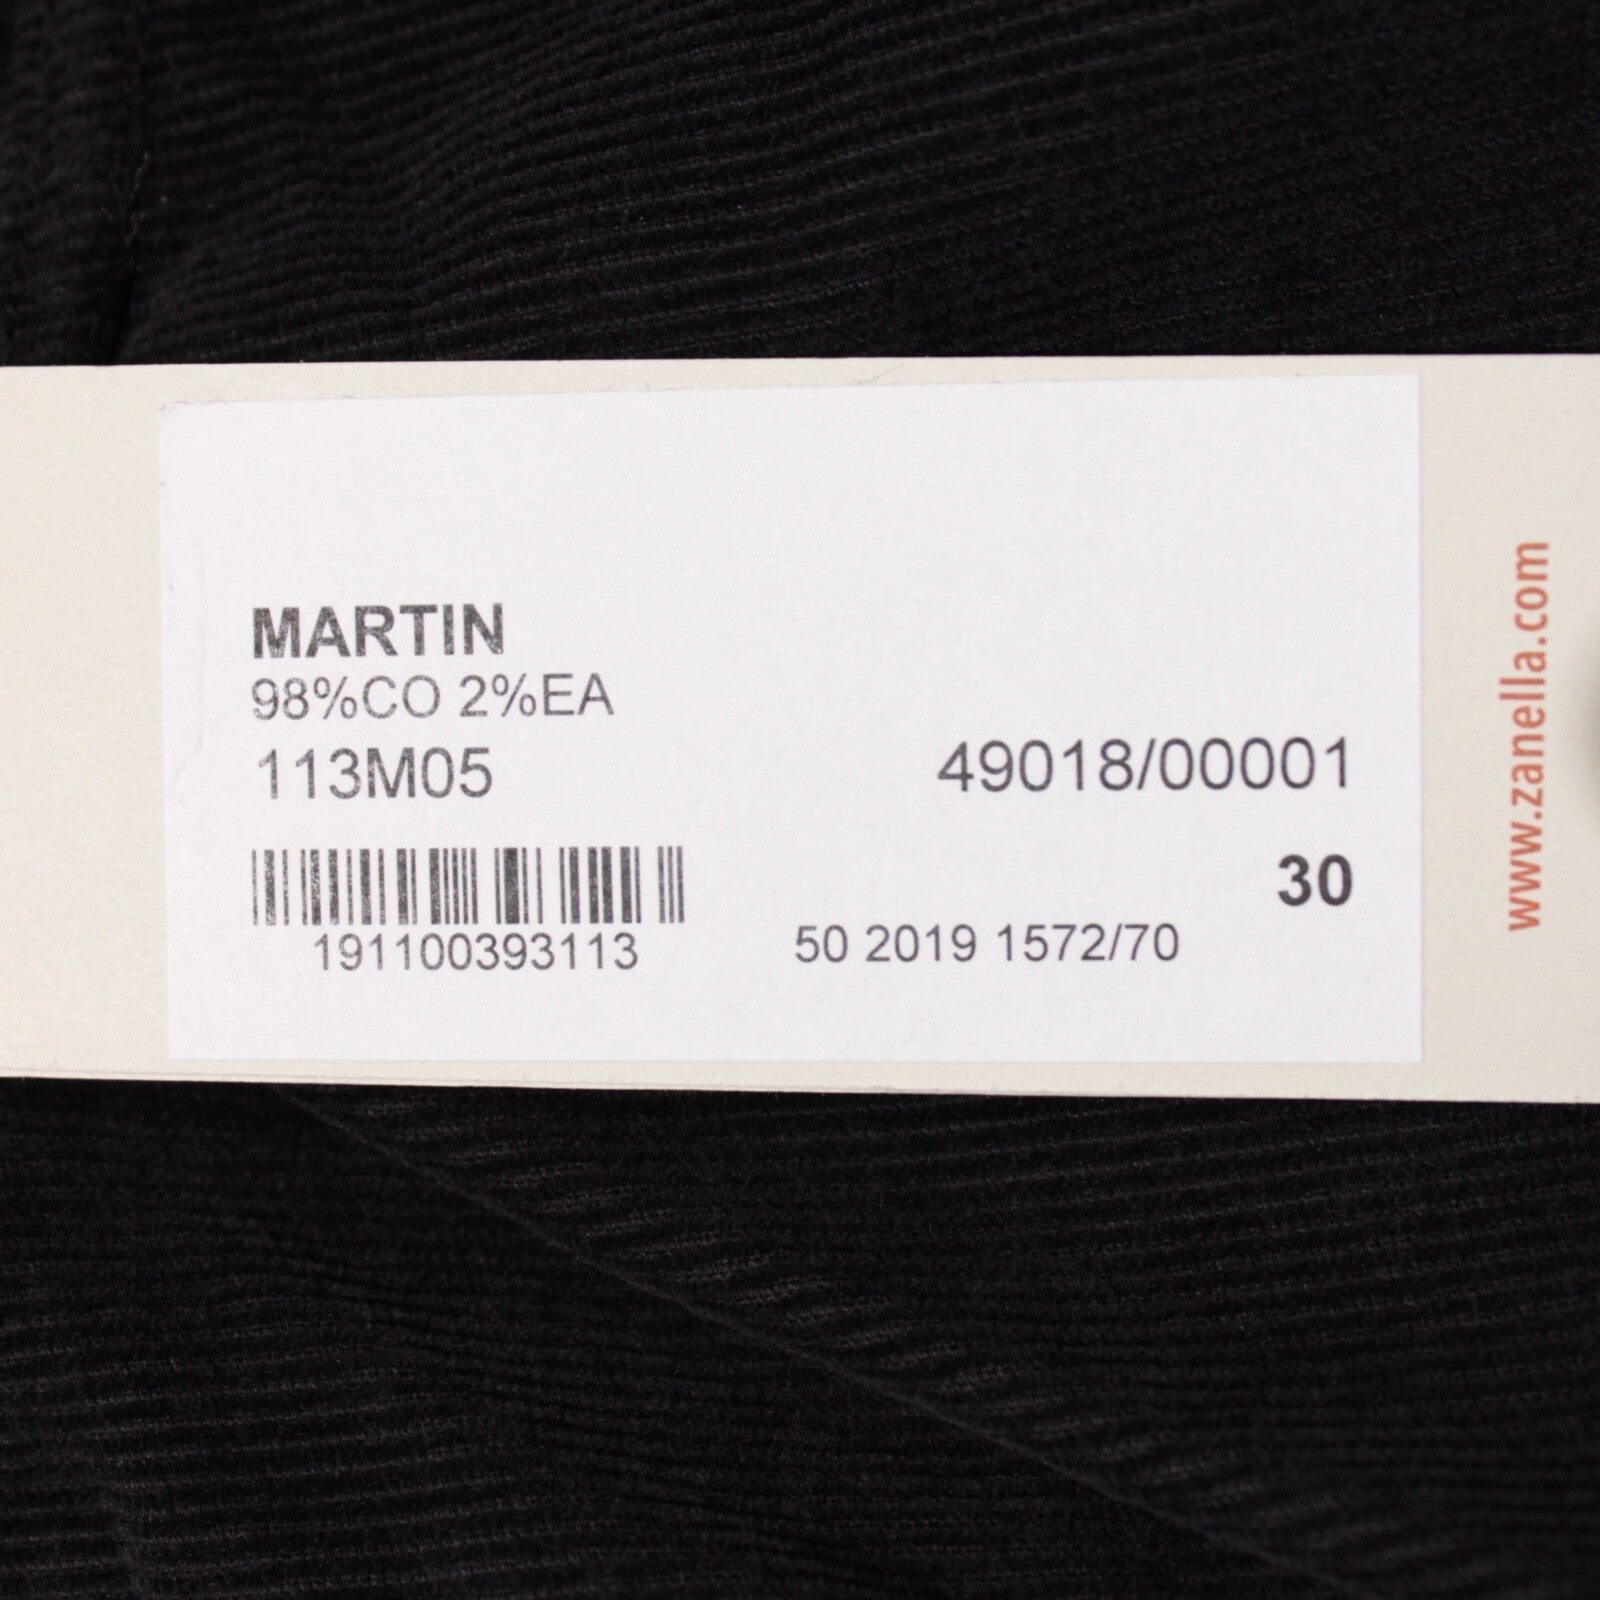 MARTIN
98%CO 2%EA
113M05
49018/00001
30
191100393113
50 2019 1572/70
www.zanella.com